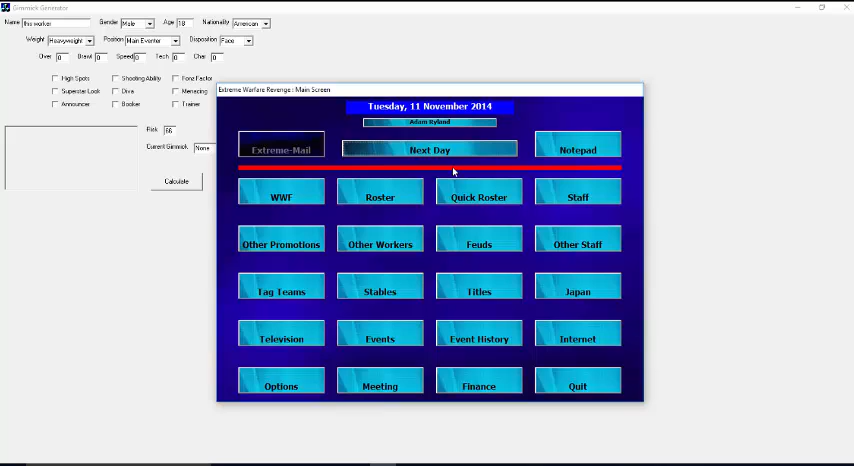 Gimmick Generator
Name this worker Gender Male Age 18 Nationality American
Weight Heavyweight Position Main Eventer Disposition Face
Over 0 Brawl 0 Speed 0 Tech 0 Char 0
High Spots Shooting Ability Fonz Factor
Superstar Look Diva Menacing
Announcer Booker Trainer
Risk 66
Current Gimmick None
Calculate
Extreme Warfare Revenge : Main Screen
Tuesday, 11 November 2014
Adam Ryland
Extreme-Mail Next Day Notepad
WWF Roster Quick Roster Staff
Other Promotions Other Workers Feuds Other Staff
Tag Teams Stables Titles Japan
Television Events Event History Internet
Options Meeting Finance Quit